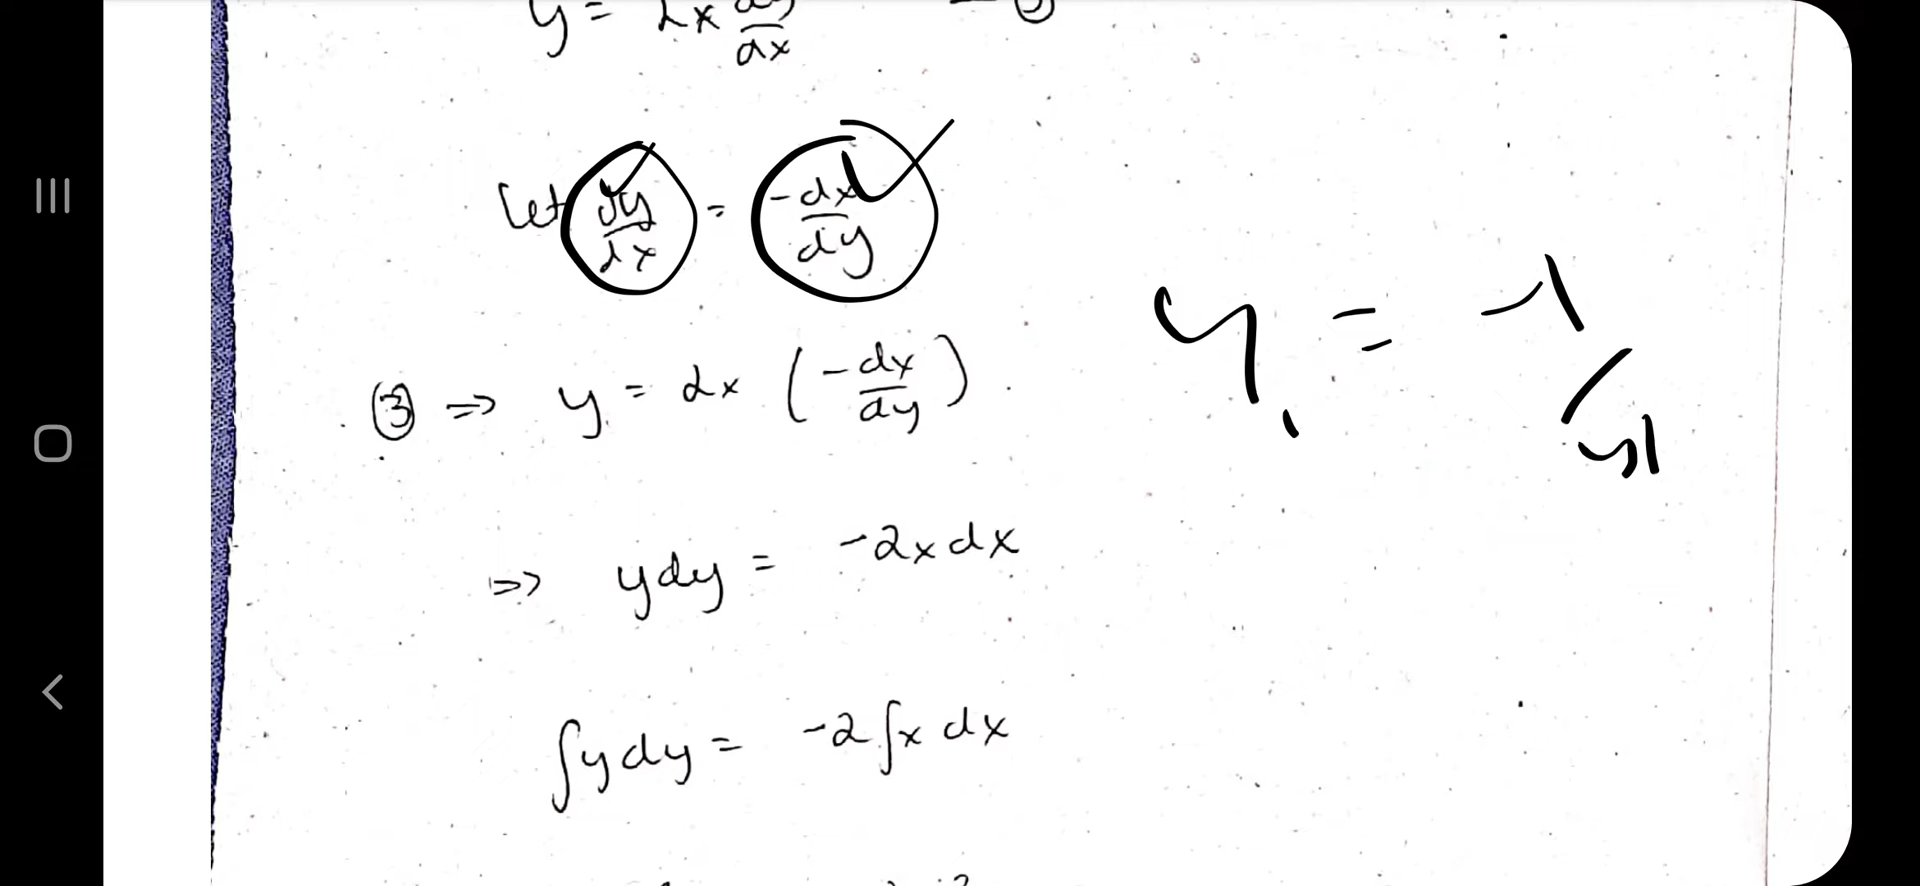 y = 2x dy/dx — ③
Let dy/dx = -dx/dy
y₁ = -1/y₁
③ => y = 2x (-dx/dy)
=> ydy = -2x dx
∫ydy = -2∫x dx